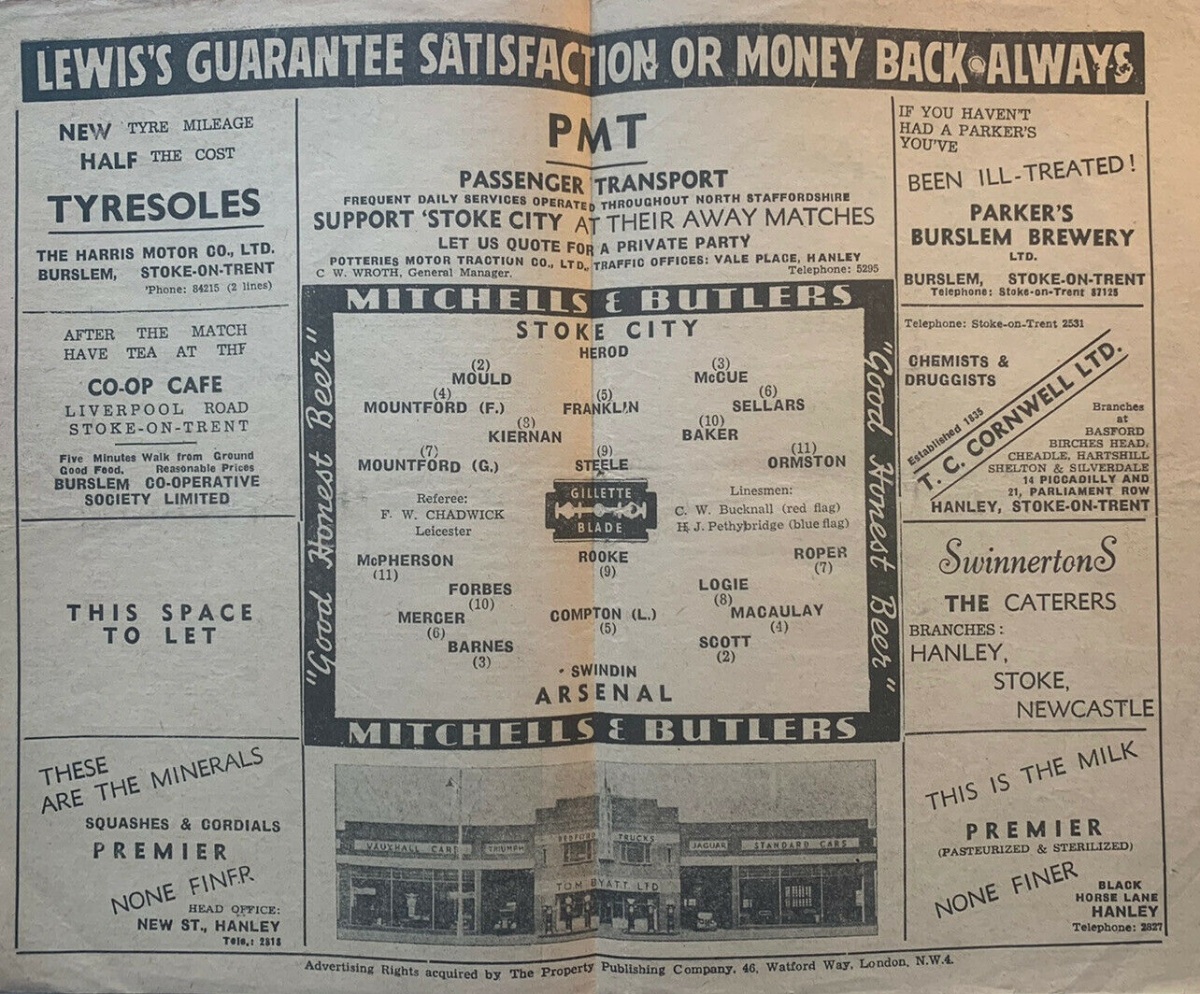 LEWIS'S GUARANTEE SATISFACTION OR MONEY BACK • ALWAYS
NEW TYRE MILEAGE
HALF THE COST
TYRESOLES
THE HARRIS MOTOR CO., LTD.
BURSLEM, STOKE-ON-TRENT
'Phone: 84215 (2 lines)
AFTER THE MATCH
HAVE TEA AT THE
CO-OP CAFE
LIVERPOOL ROAD
STOKE-ON-TRENT
Five Minutes Walk from Ground
Good Food. Reasonable Prices
BURSLEM CO-OPERATIVE
SOCIETY LIMITED
THIS SPACE
TO LET
THESE
ARE THE MINERALS
SQUASHES & CORDIALS
PREMIER
NONE FINER
HEAD OFFICE:
NEW ST., HANLEY
Tele.: 2818
PMT
PASSENGER TRANSPORT
FREQUENT DAILY SERVICES OPERATED THROUGHOUT NORTH STAFFORDSHIRE
SUPPORT 'STOKE CITY AT THEIR AWAY MATCHES
LET US QUOTE FOR A PRIVATE PARTY
POTTERIES MOTOR TRACTION CO., LTD., TRAFFIC OFFICES: VALE PLACE, HANLEY
C. W. WROTH, General Manager. Telephone: 5295
MITCHELLS & BUTLERS
"Good Honest Beer"
STOKE CITY
HEROD
(2) (3)
MOULD McCUE
(4) (5) (6)
MOUNTFORD (F.) FRANKLIN SELLARS
(8) (10)
KIERNAN BAKER
(7) (9) (11)
MOUNTFORD (G.) STEELE ORMSTON
Referee:
F. W. CHADWICK
Leicester
GILLETTE
BLADE
Linesmen:
C. W. Bucknall (red flag)
H. J. Pethybridge (blue flag)
McPHERSON ROOKE ROPER
(11) (9) (7)
FORBES LOGIE
(10) (8)
MERCER COMPTON (L.) MACAULAY
(6) (5) (4)
BARNES SCOTT
(3) (2)
SWINDIN
ARSENAL
"Good Honest Beer"
MITCHELLS & BUTLERS
VAUXHALL CARS TRIUMPH BEDFORD TRUCKS JAGUAR STANDARD CARS
TOM BYATT LTD
IF YOU HAVEN'T
HAD A PARKER'S
YOU'VE
BEEN ILL-TREATED!
PARKER'S
BURSLEM BREWERY
LTD.
BURSLEM, STOKE-ON-TRENT
Telephone: Stoke-on-Trent 87125
Telephone: Stoke-on-Trent 2531
CHEMISTS &
DRUGGISTS
Established 1835
T. C. CORNWELL LTD.
Branches
at
BASFORD
BIRCHES HEAD,
CHEADLE, HARTSHILL
SHELTON & SILVERDALE
14 PICCADILLY AND
21, PARLIAMENT ROW
HANLEY, STOKE-ON-TRENT
SwinnertonS
THE CATERERS
BRANCHES:
HANLEY,
STOKE,
NEWCASTLE
THIS IS THE MILK
PREMIER
(PASTEURIZED & STERILIZED)
NONE FINER
BLACK
HORSE LANE
HANLEY
Telephone: 2827
Advertising Rights acquired by The Property Publishing Company, 46, Watford Way, London, N.W.4.